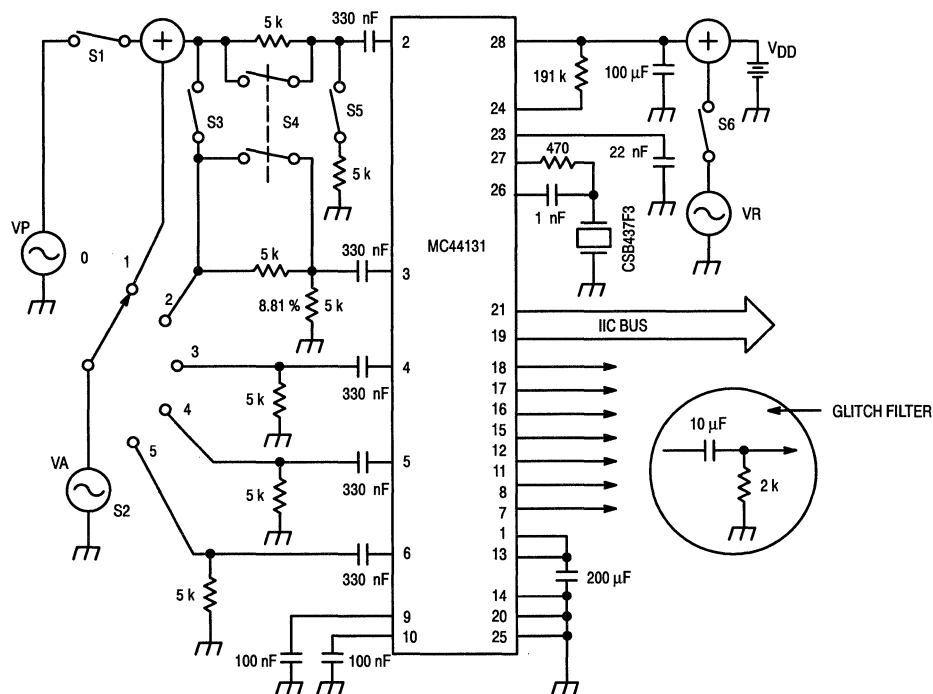 5 k
330 nF
2
28
S1
VDD
191 k
100 µF
24
S3
S4
S5
S6
23
22 nF
470
27
5 k
26
1 nF
VP
0
1
330 nF
MC44131
CSB437F3
VR
2
5 k
3
8.81 %
5 k
21
IIC BUS
19
3
4
18
330 nF
17
5 k
4
16
GLITCH FILTER
15
10 µF
5
12
5
11
VA
330 nF
5 k
8
2 k
S2
7
1
6
13
330 nF
200 µF
5 k
14
9
20
10
25
100 nF
100 nF